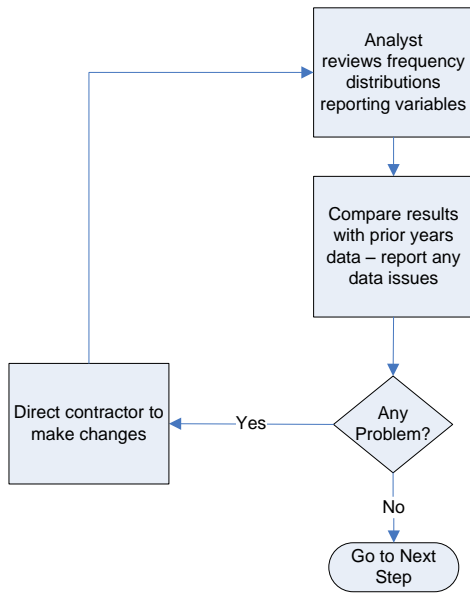 Analyst
reviews frequency
distributions
reporting variables
Compare results
with prior years
data – report any
data issues
Any
Problem?
Yes
Direct contractor to
make changes
No
Go to Next
Step